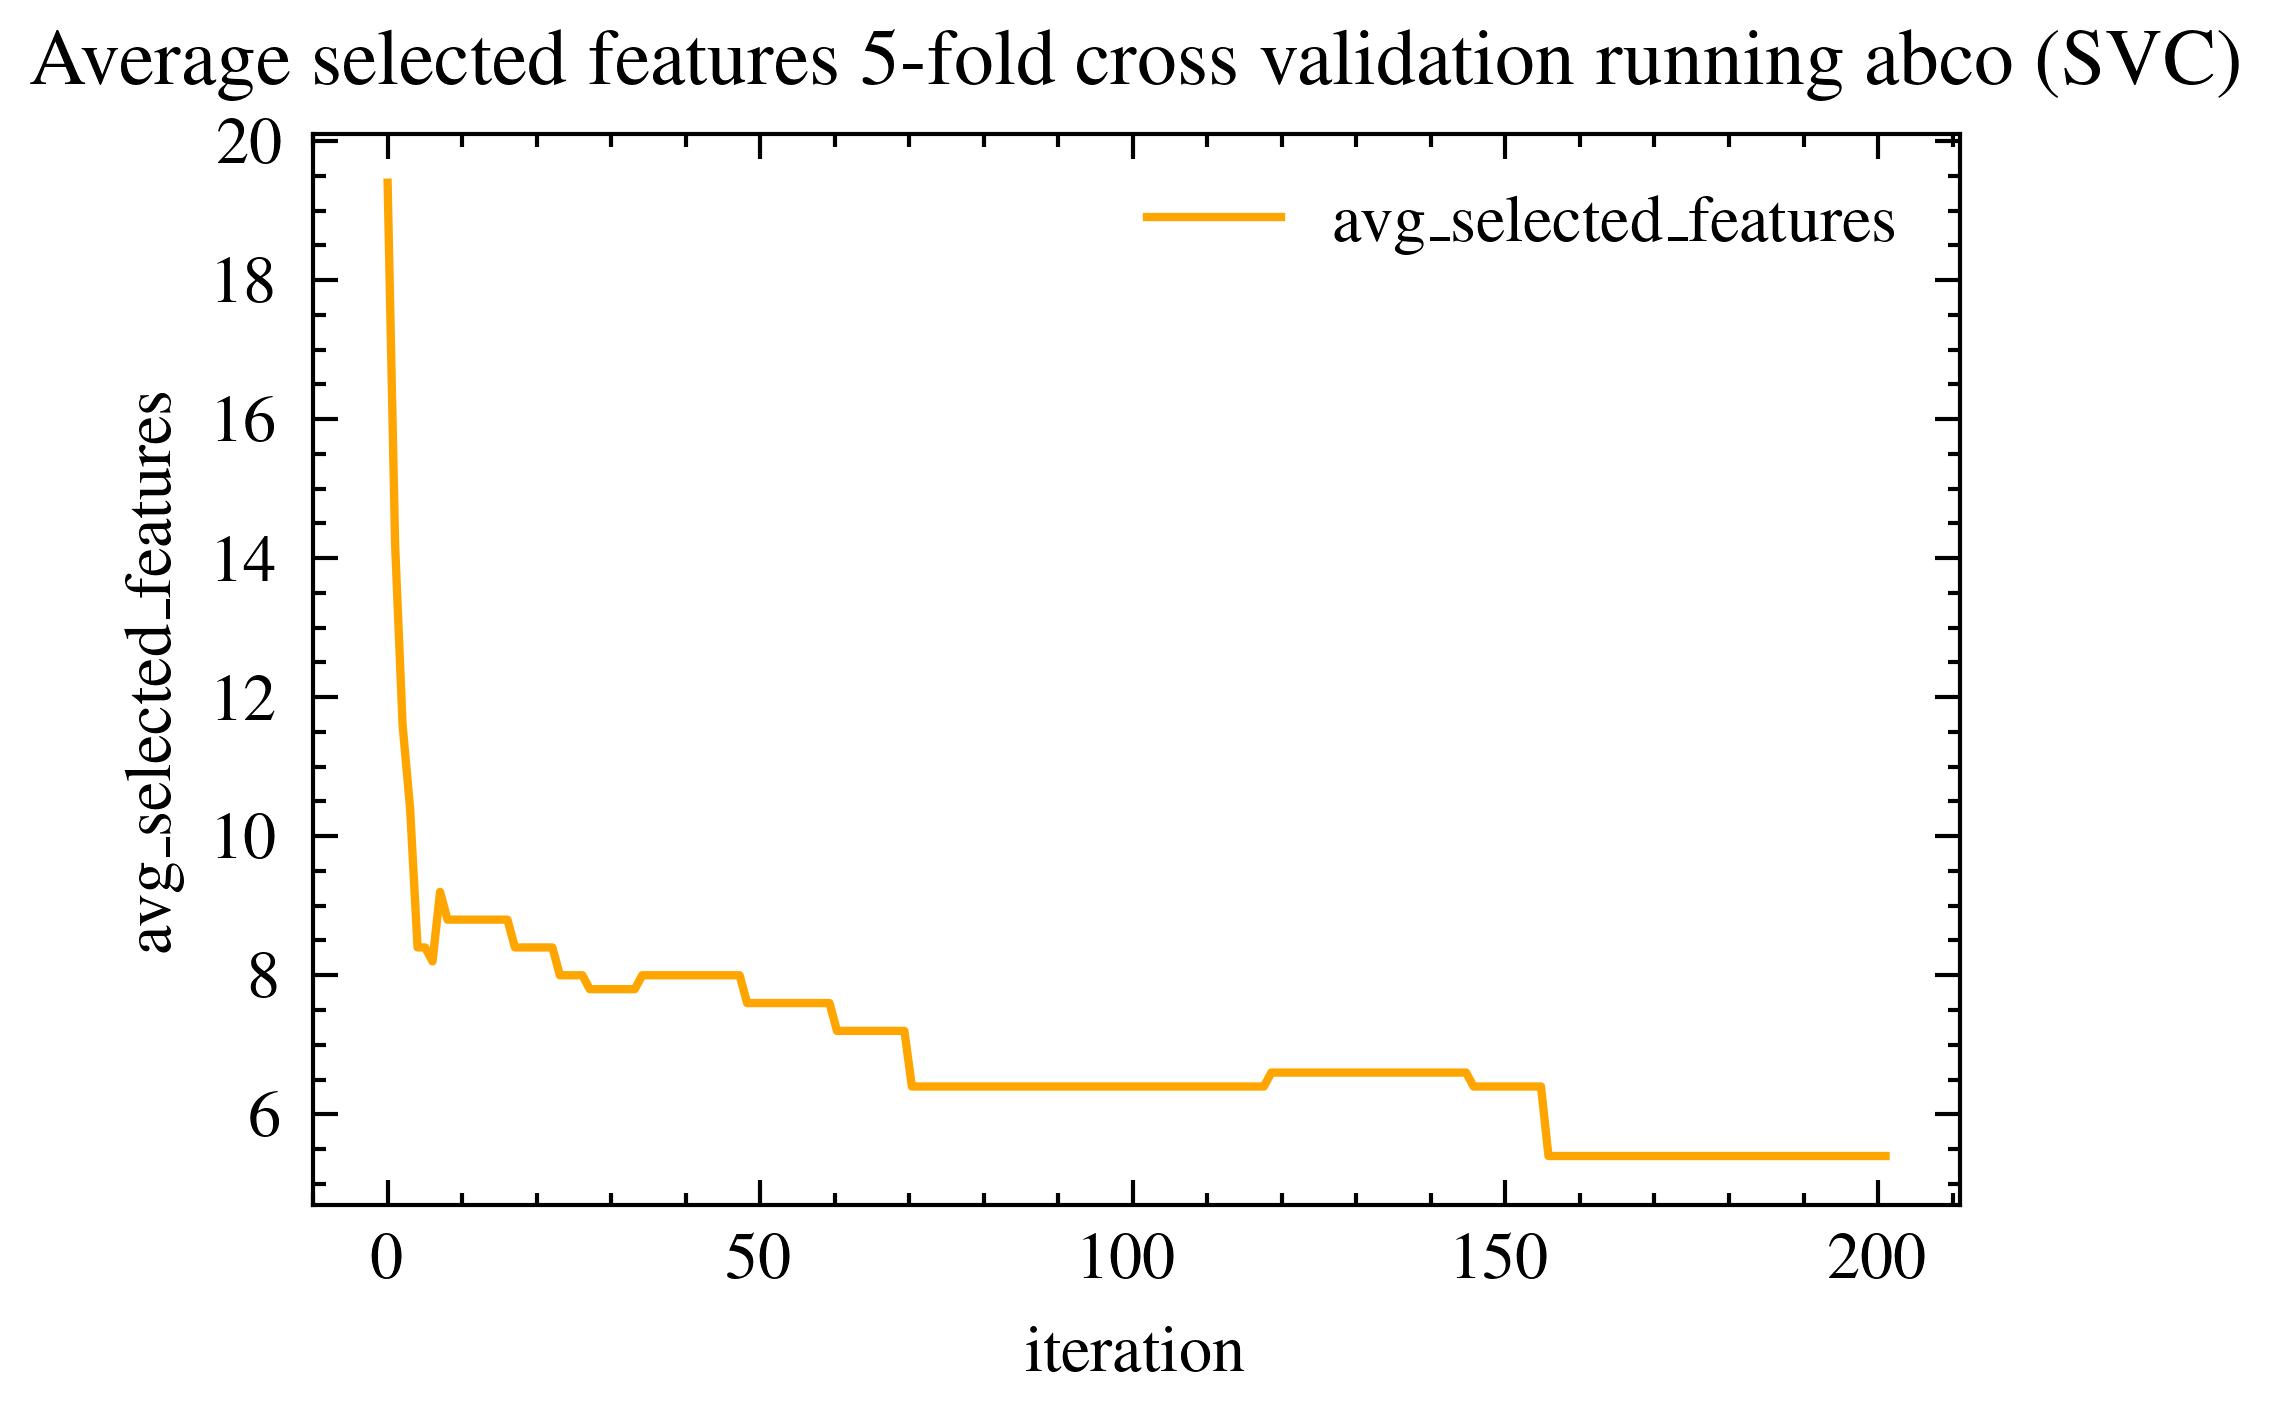 Average selected features 5-fold cross validation running abco (SVC)
avg_selected_features
avg_selected_features
20
18
16
14
12
10
8
6
0 50 100 150 200
iteration